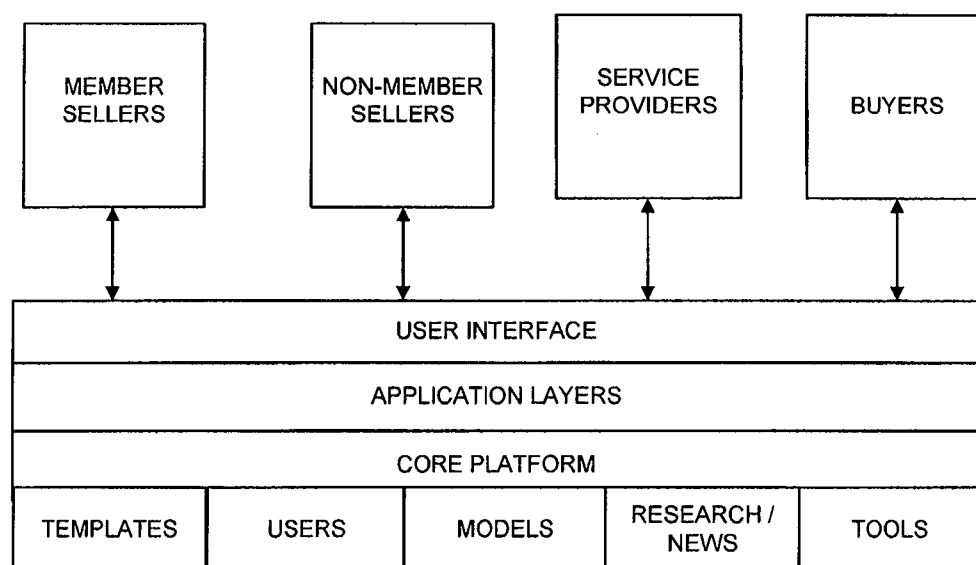 MEMBER
SELLERS
NON-MEMBER
SELLERS
SERVICE
PROVIDERS
BUYERS
USER INTERFACE
APPLICATION LAYERS
CORE PLATFORM
TEMPLATES
USERS
MODELS
RESEARCH /
NEWS
TOOLS